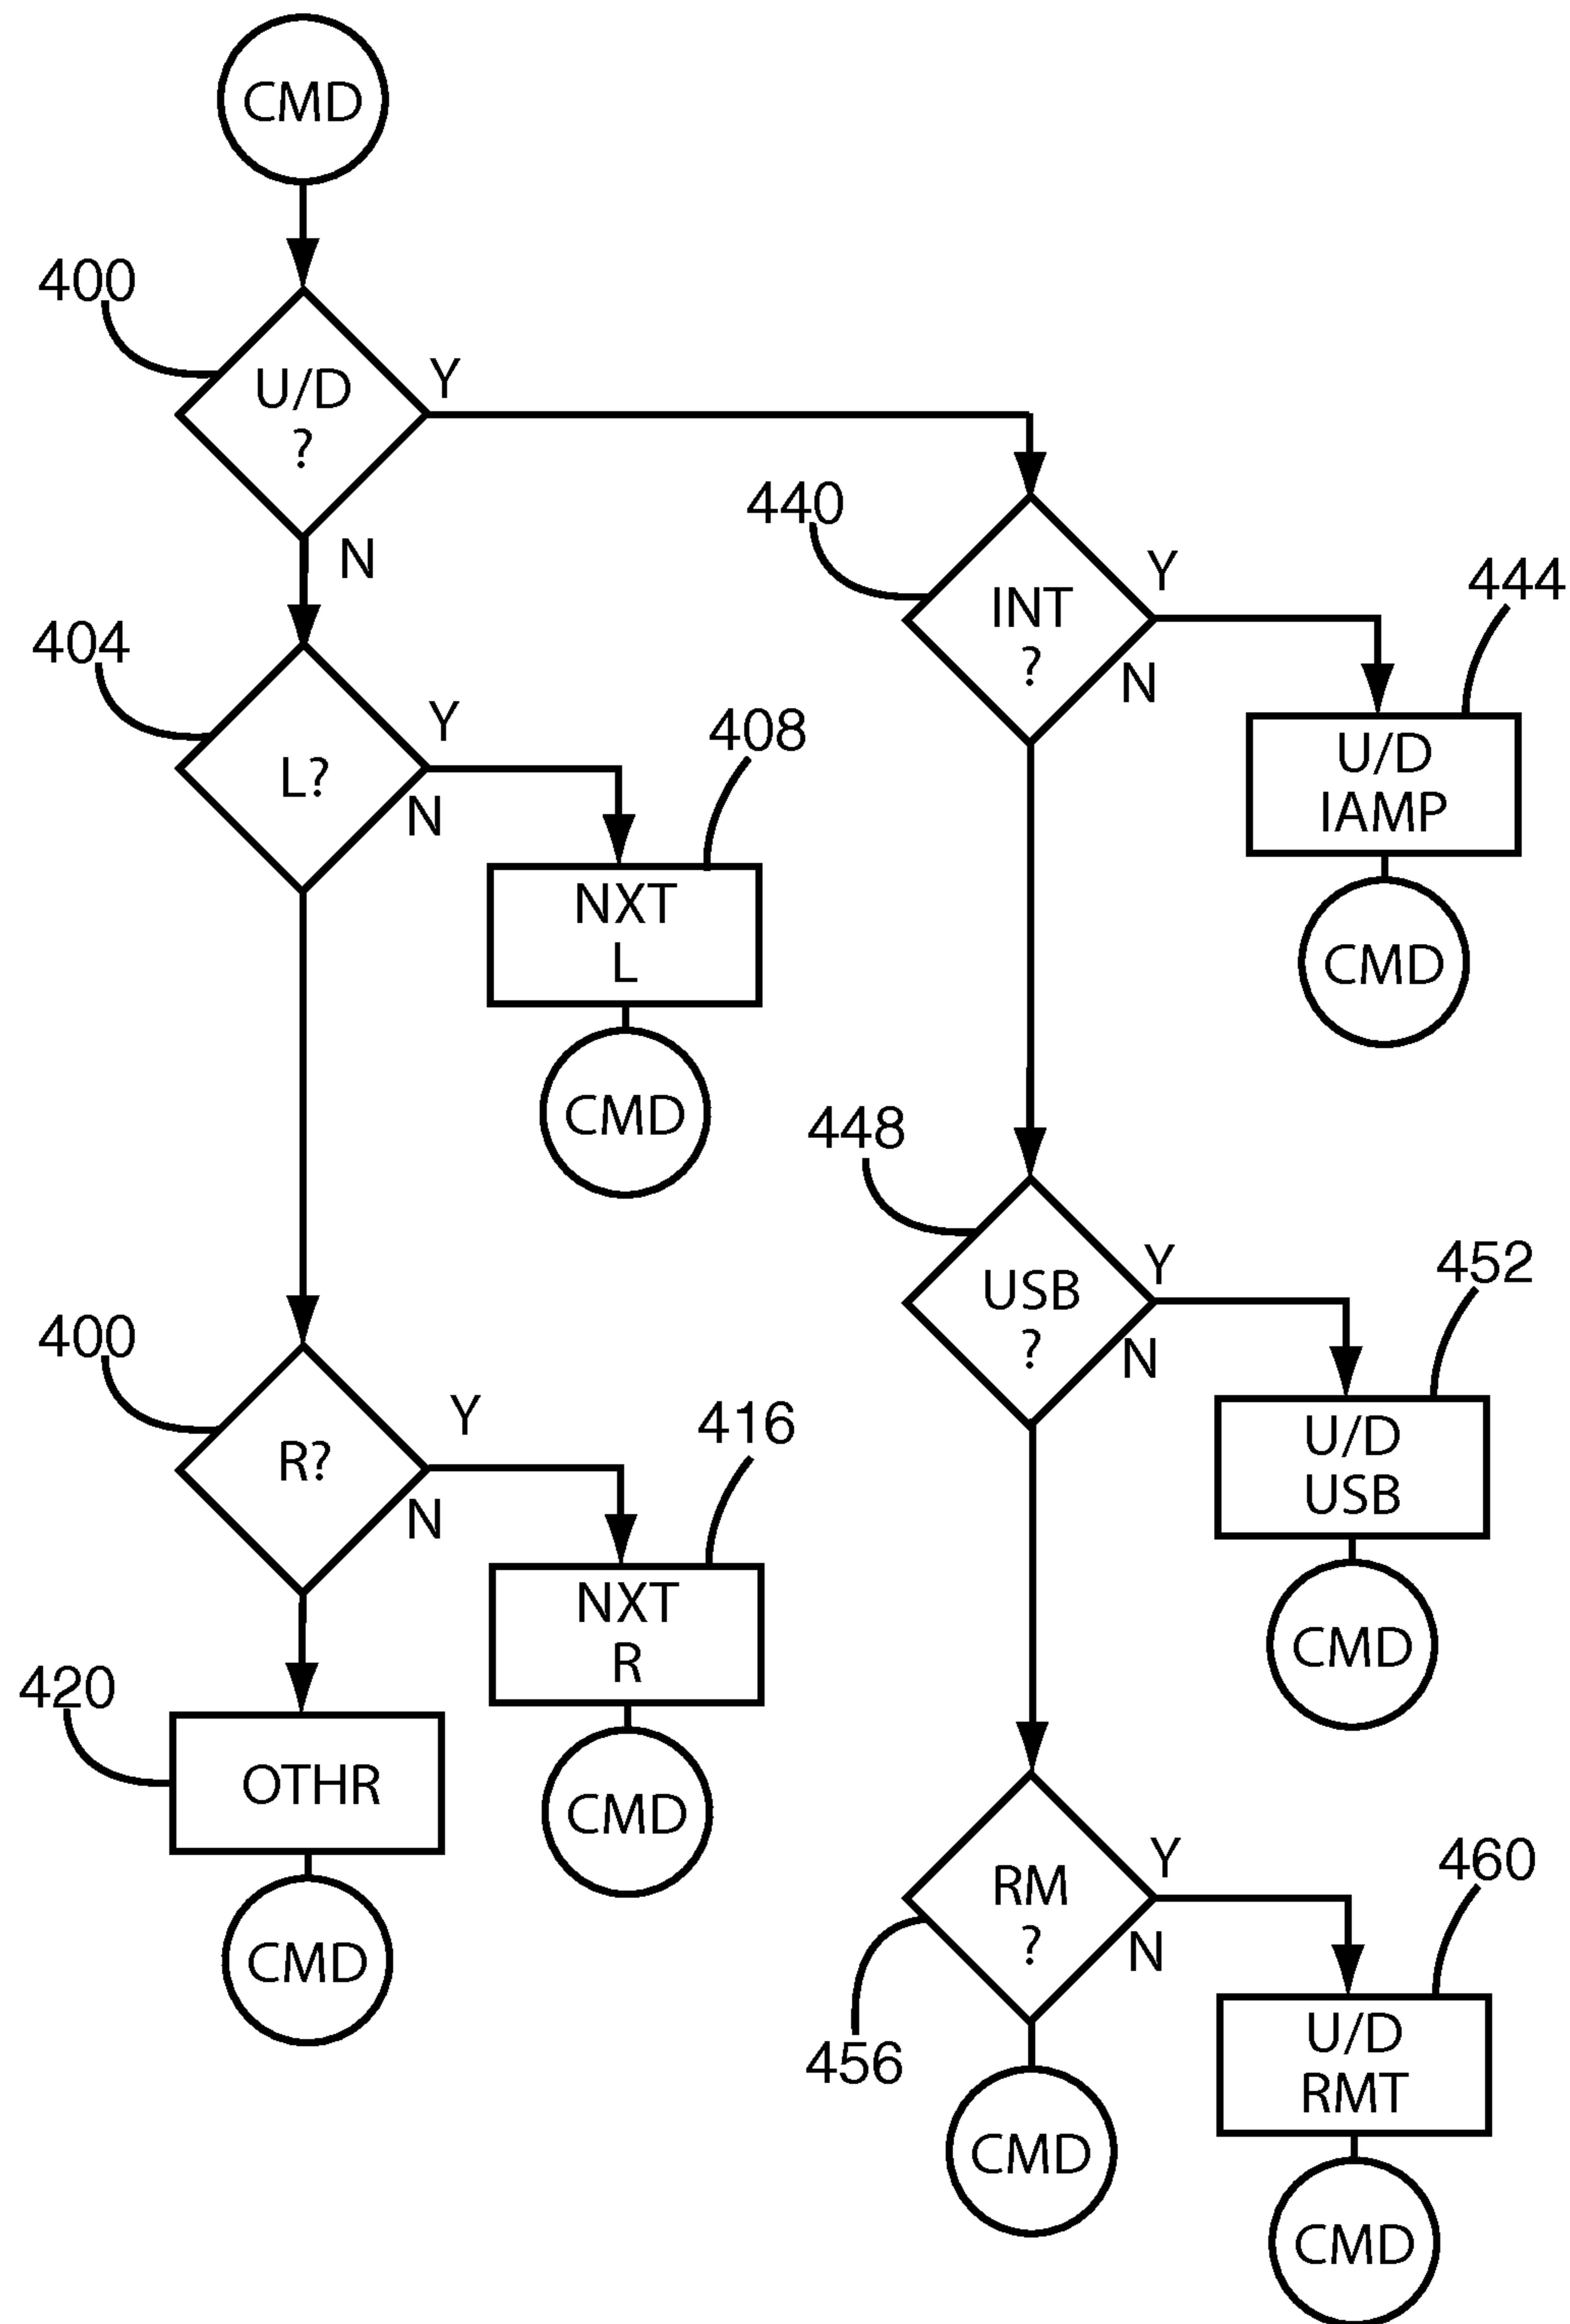 CMD
400
U/D
?
Y
N
440
INT
?
Y
N
444
U/D
IAMP
CMD
404
L?
Y
N
408
NXT
L
CMD
448
USB
?
Y
N
452
U/D
USB
CMD
400
R?
Y
N
416
NXT
R
CMD
420
OTHR
CMD
RM
?
Y
N
456
CMD
460
U/D
RMT
CMD